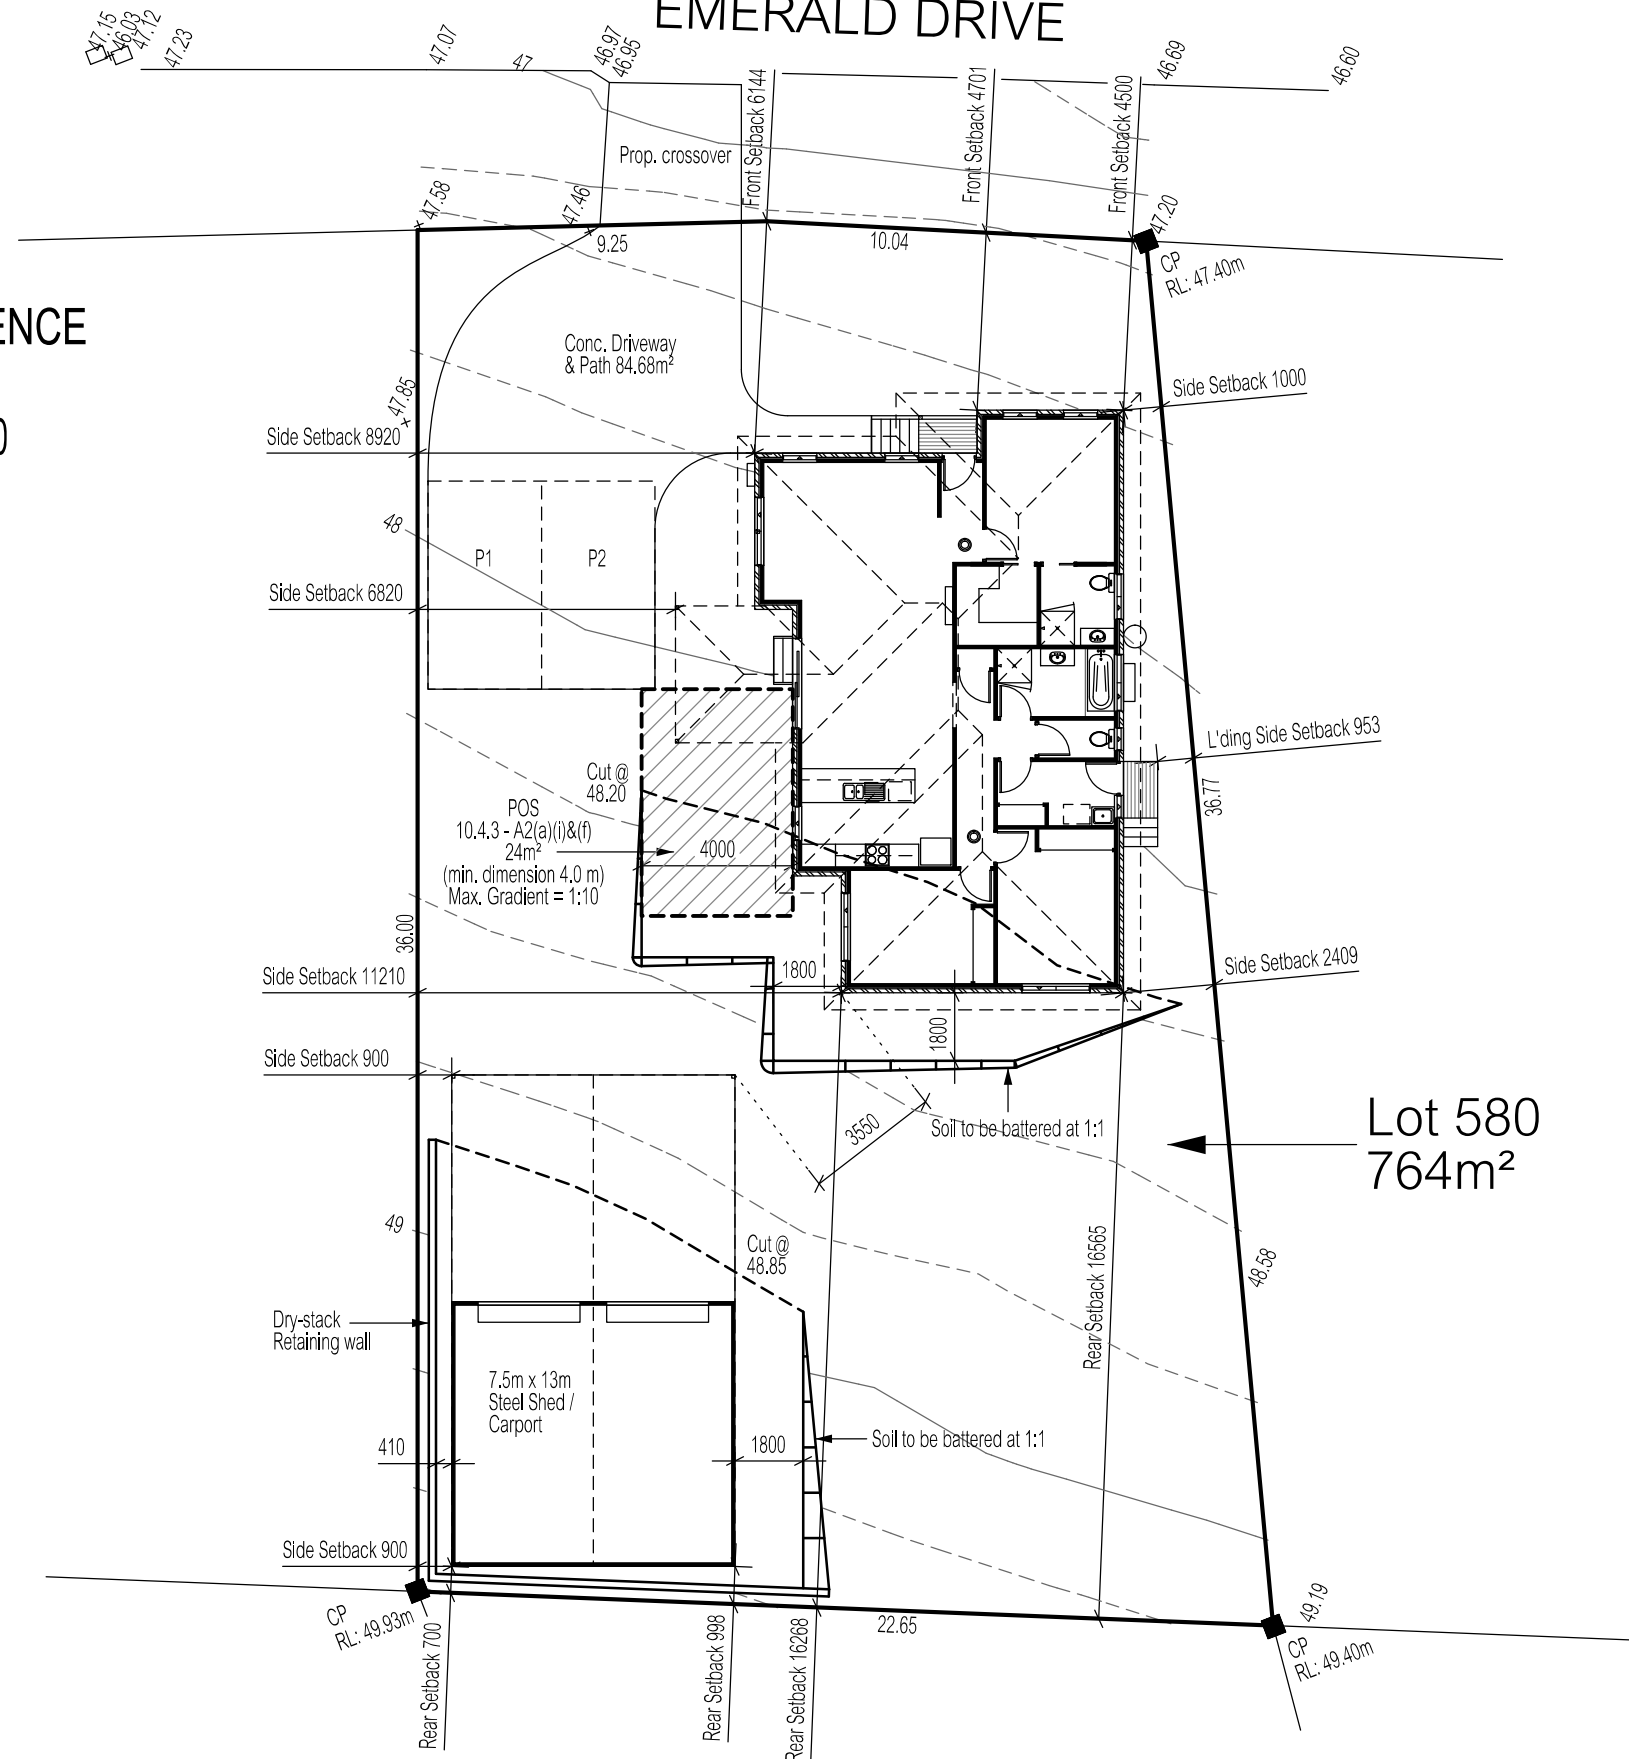 EMERALD DRIVE
47.15
46.03
47.12
47.23
47.07
47
46.97
46.95
Front Setback 6144
Front Setback 4701
Front Setback 4500
46.69
46.60
Prop. crossover
47.58
47.46
9.25
10.04
47.20
CP
RL: 47.40m
ENCE
Conc. Driveway
& Path 84.68m²
47.85
Side Setback 1000
Side Setback 8920
48
P1
P2
Side Setback 6820
L'ding Side Setback 953
36.77
Cut @
48.20
POS
10.4.3 - A2(a)(i)&(f)
24m²
(min. dimension 4.0 m)
Max. Gradient = 1:10
4000
36.00
Side Setback 11210
1800
Side Setback 2409
1800
Side Setback 900
3550
Soil to be battered at 1:1
Lot 580
764m²
49
Cut @
48.85
Rear Setback 16565
48.58
Dry-stack
Retaining wall
7.5m x 13m
Steel Shed /
Carport
410
1800
Soil to be battered at 1:1
Side Setback 900
CP
RL: 49.93m
Rear Setback 700
Rear Setback 998
Rear Setback 16268
22.65
49.19
CP
RL: 49.40m